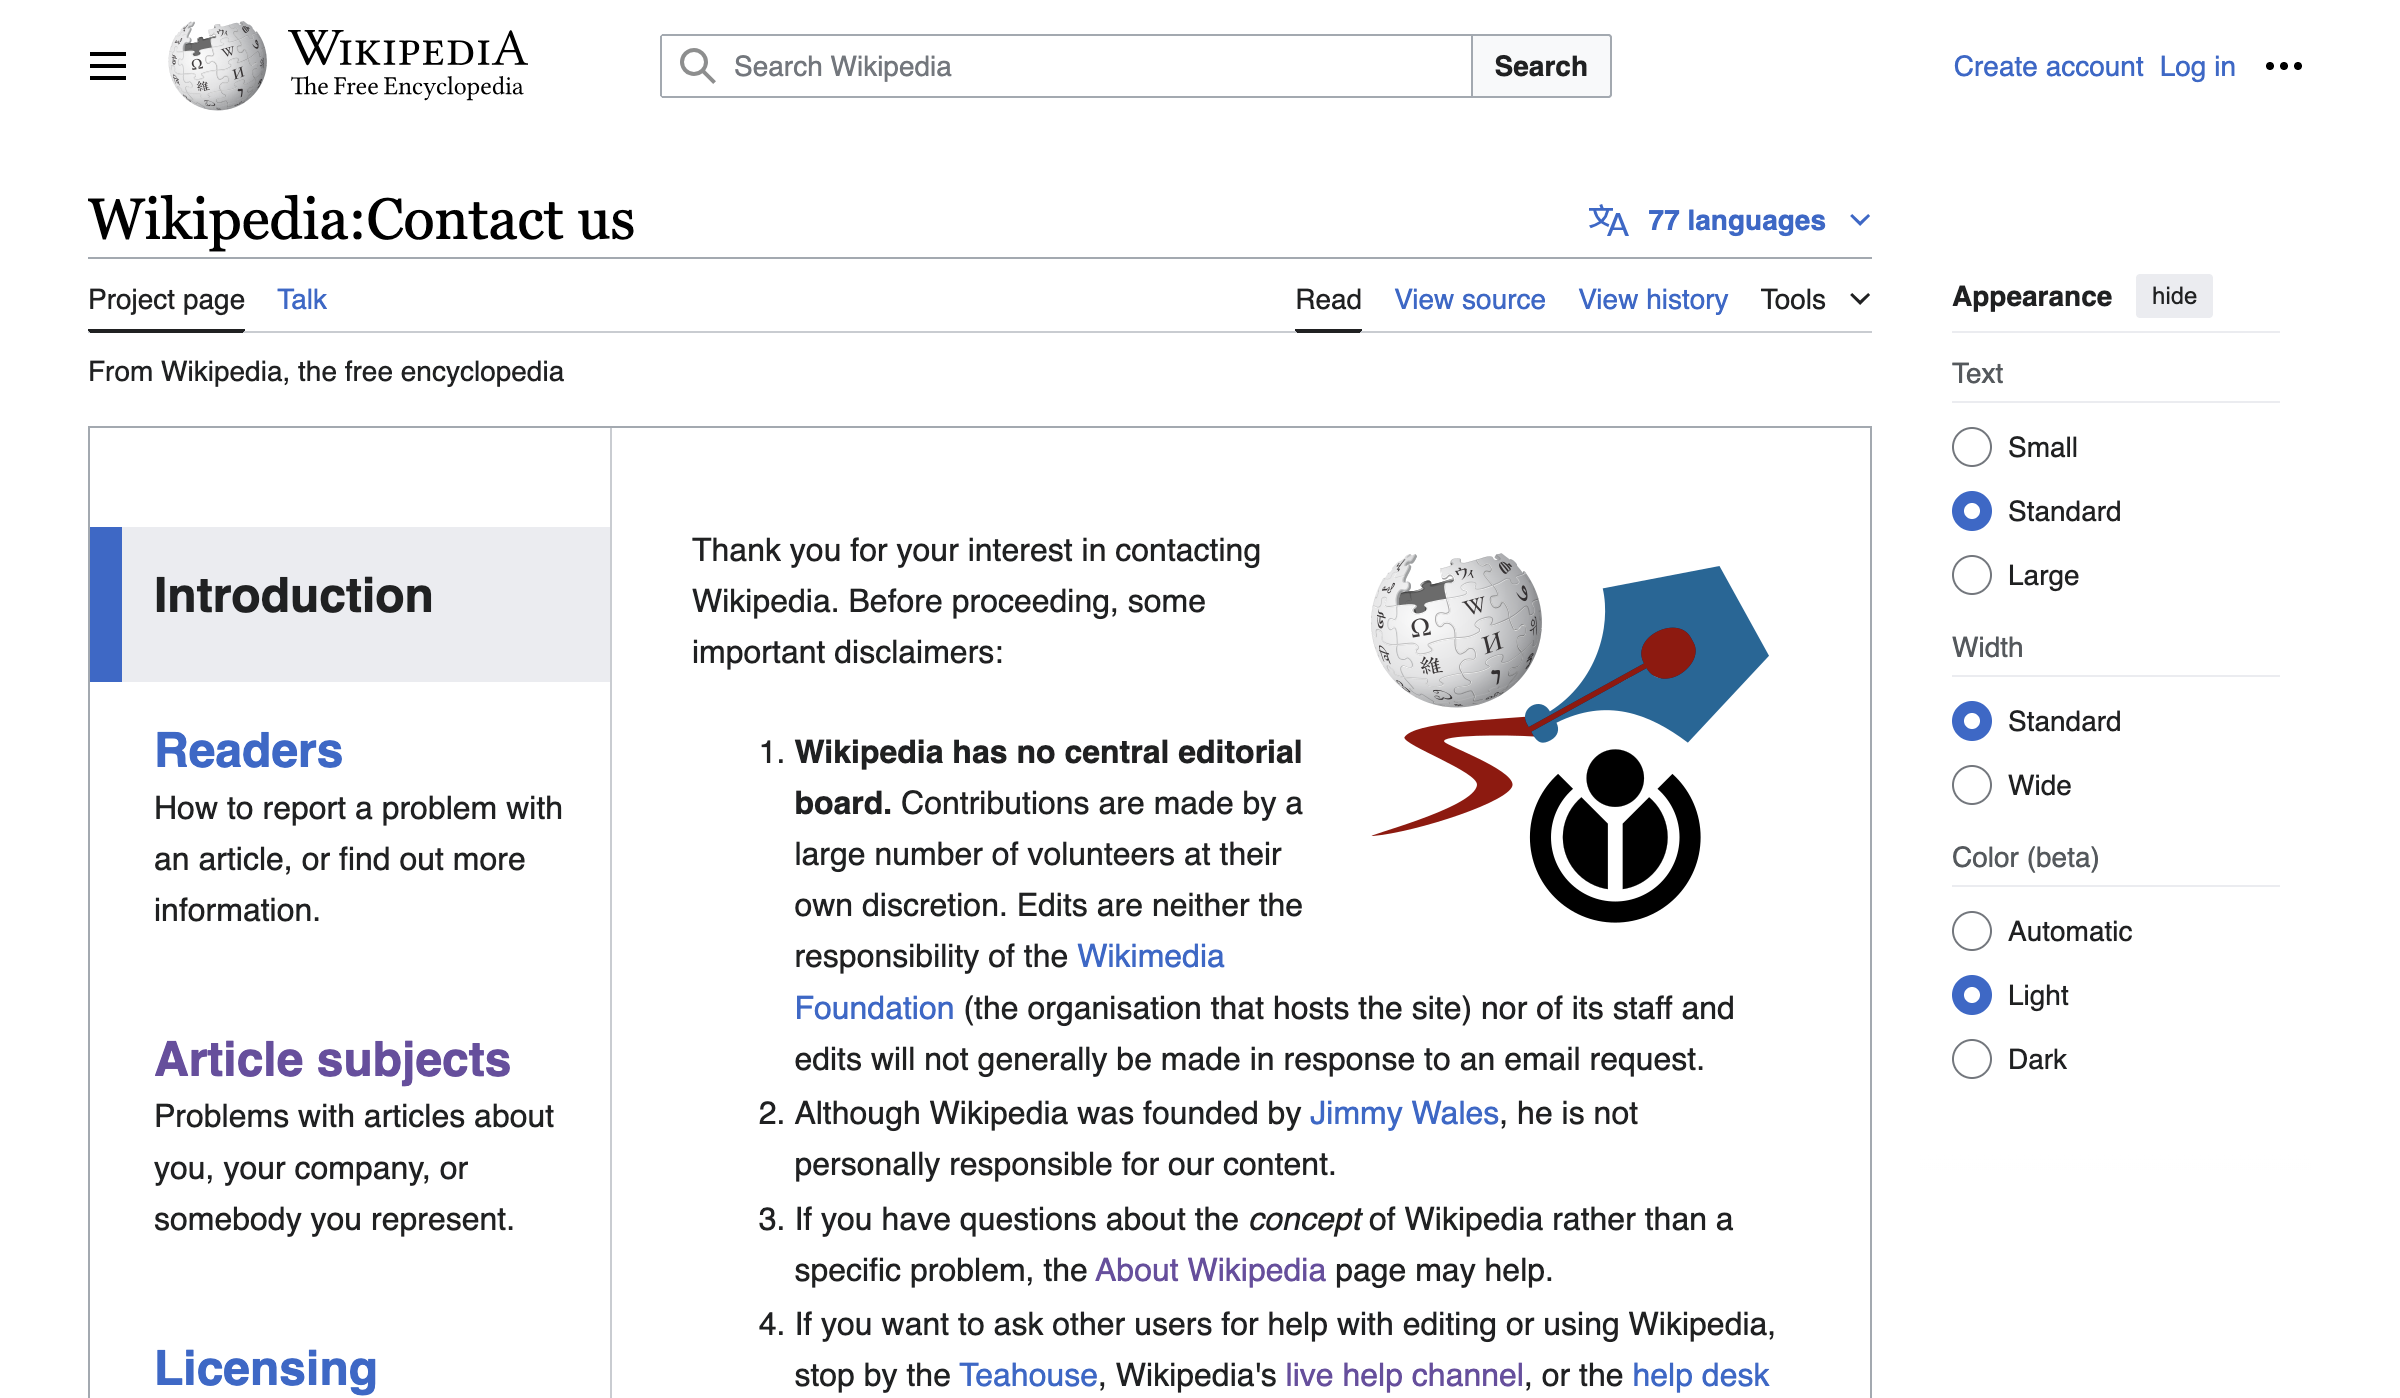 WIKIPEDIA
The Free Encyclopedia
Search Wikipedia
Search
Create account Log in
Wikipedia:Contact us
77 languages
Project page Talk
Read View source View history Tools
From Wikipedia, the free encyclopedia
Introduction
Readers
How to report a problem with
an article, or find out more
information.
Article subjects
Problems with articles about
you, your company, or
somebody you represent.
Licensing
Thank you for your interest in contacting
Wikipedia. Before proceeding, some
important disclaimers:
1. Wikipedia has no central editorial
board. Contributions are made by a
large number of volunteers at their
own discretion. Edits are neither the
responsibility of the Wikimedia
Foundation (the organisation that hosts the site) nor of its staff and
edits will not generally be made in response to an email request.
2. Although Wikipedia was founded by Jimmy Wales, he is not
personally responsible for our content.
3. If you have questions about the concept of Wikipedia rather than a
specific problem, the About Wikipedia page may help.
4. If you want to ask other users for help with editing or using Wikipedia,
stop by the Teahouse, Wikipedia's live help channel, or the help desk
Appearance hide
Text
Small
Standard
Large
Width
Standard
Wide
Color (beta)
Automatic
Light
Dark